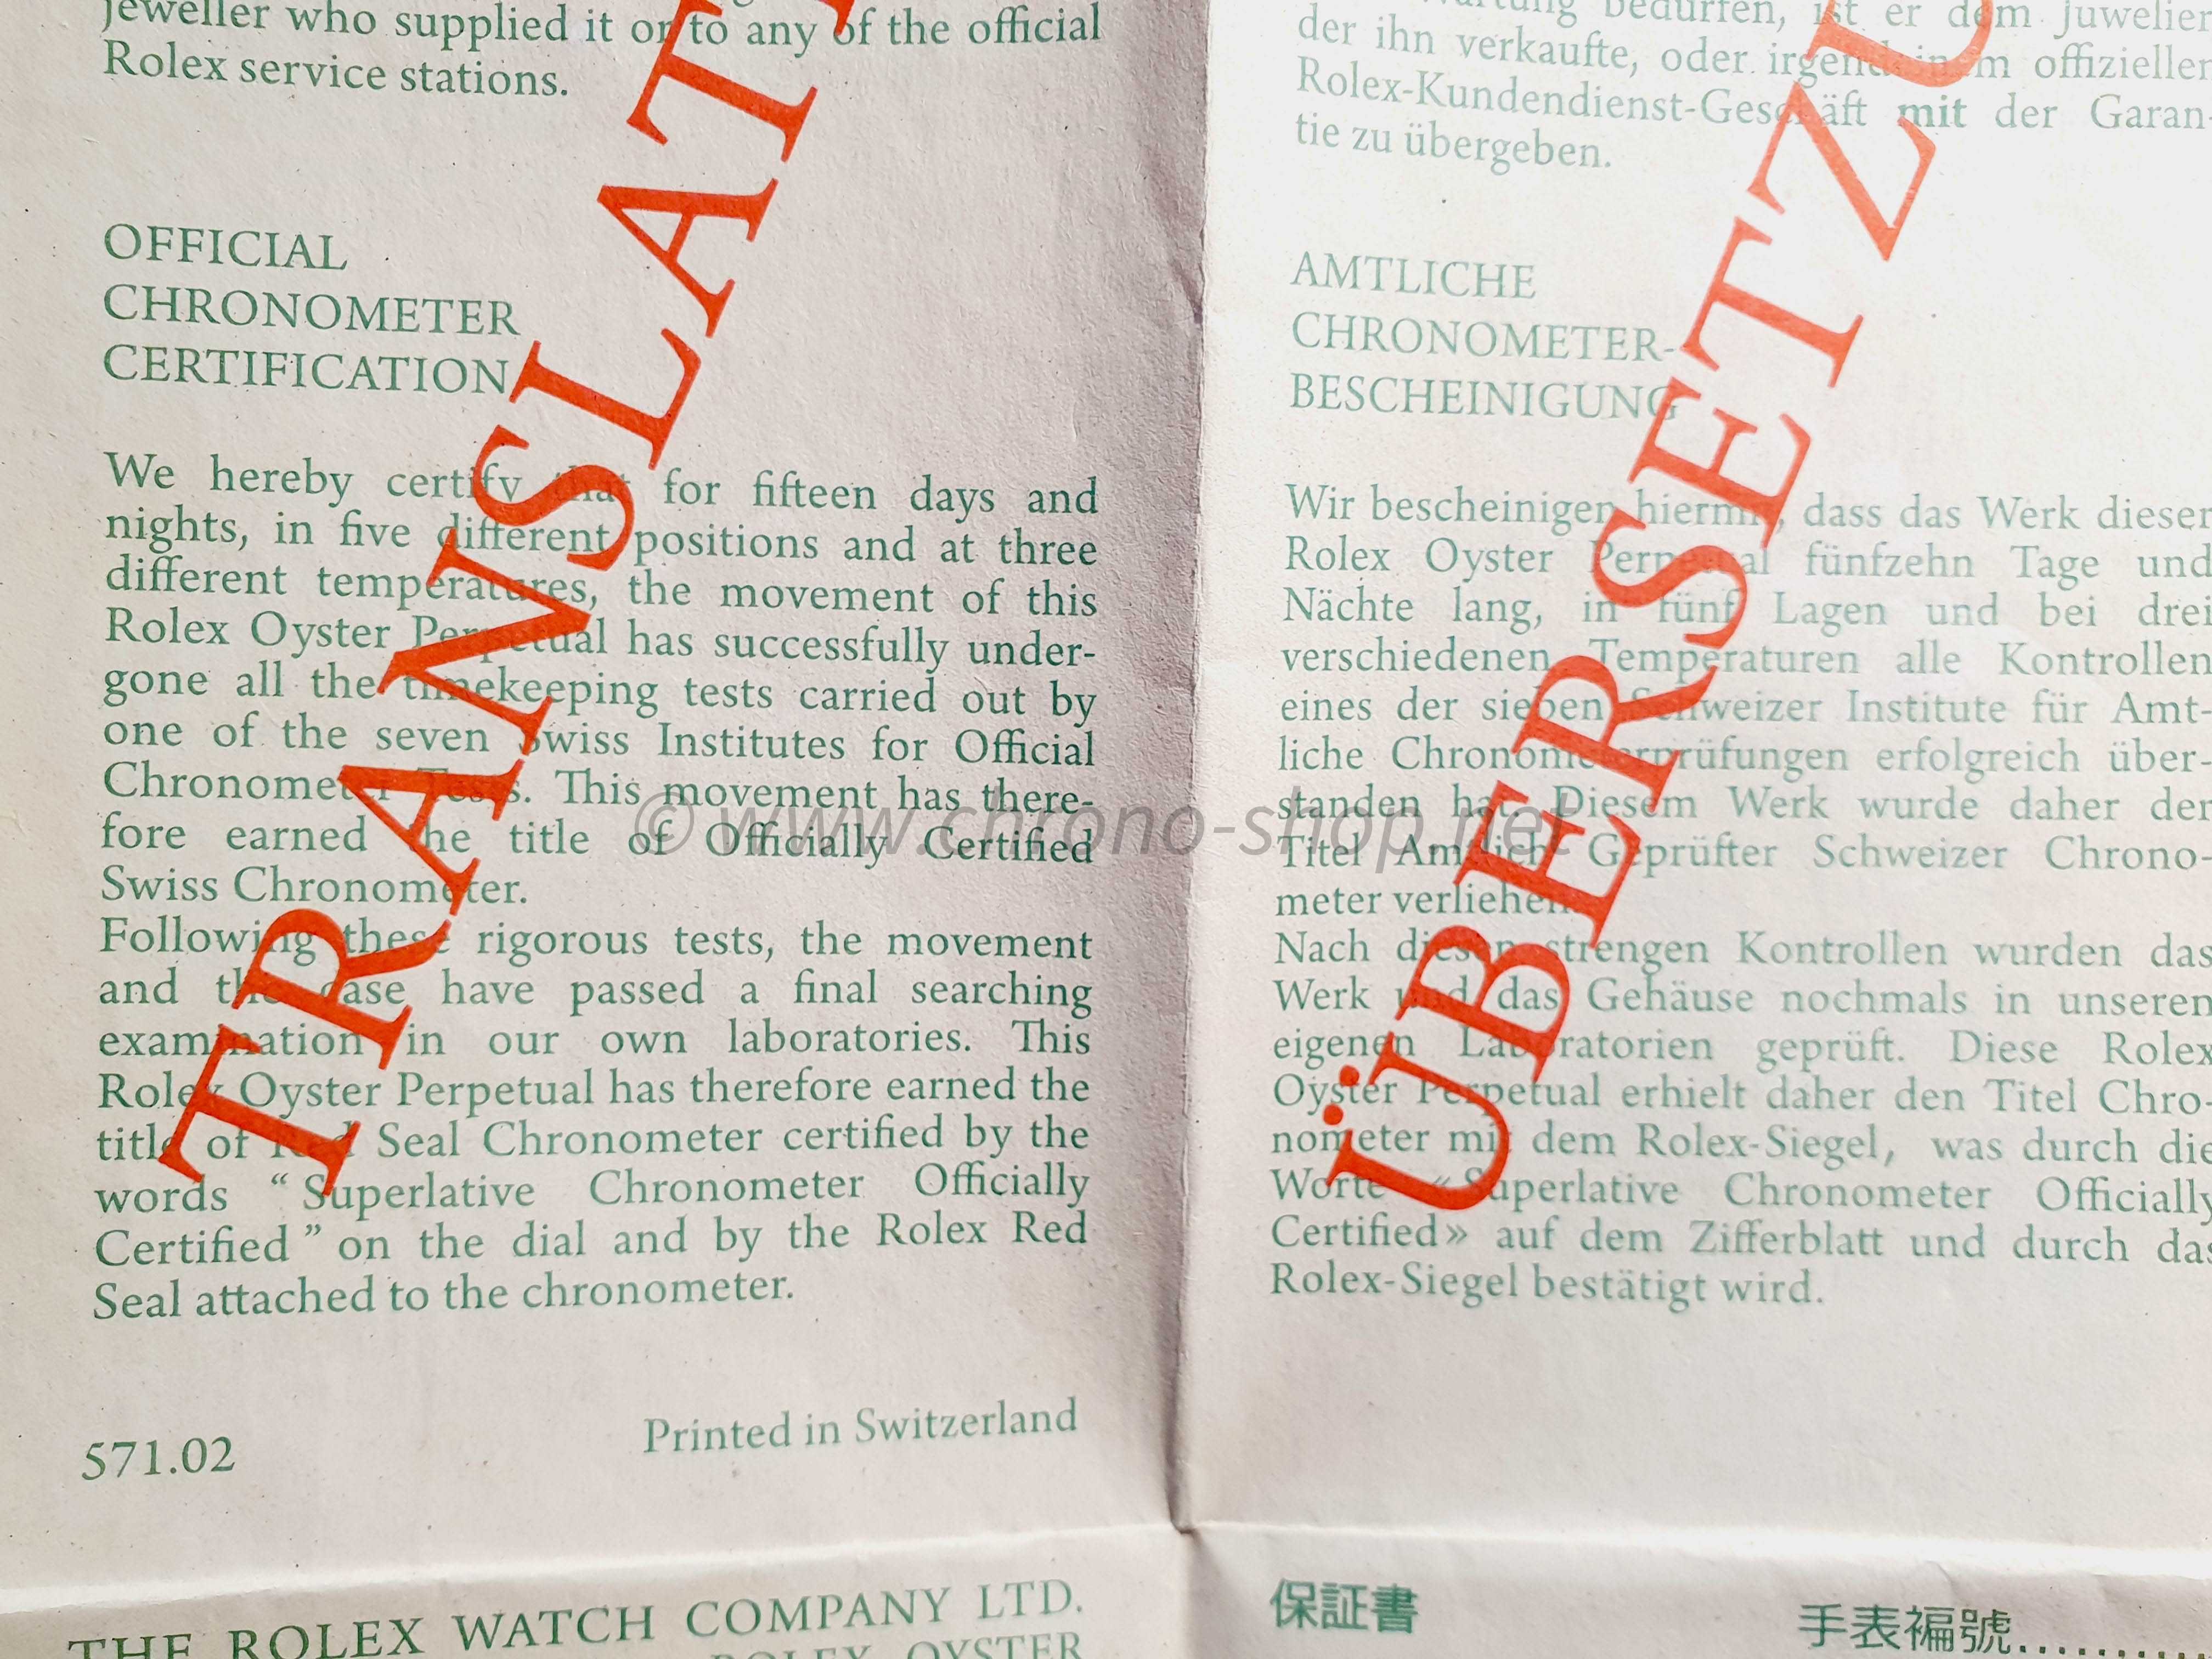 jeweller who supplied it or to any of the official
Rolex service stations.
OFFICIAL
CHRONOMETER
CERTIFICATION
We hereby certify that for fifteen days and
nights, in five different positions and at three
different temperatures, the movement of this
Rolex Oyster Perpetual has successfully under-
gone all the timekeeping tests carried out by
one of the seven Swiss Institutes for Official
Chronometer Tests. This movement has there-
fore earned the title of Officially Certified
Swiss Chronometer.
Following these rigorous tests, the movement
and the case have passed a final searching
examination in our own laboratories. This
Rolex Oyster Perpetual has therefore earned the
title of Red Seal Chronometer certified by the
words “ Superlative Chronometer Officially
Certified ” on the dial and by the Rolex Red
Seal attached to the chronometer.
571.02
Printed in Switzerland
THE ROLEX WATCH COMPANY LTD.
ROLEX OYSTER
TRANSLAT
bedürfen, ist er dem Juwelier
der ihn verkaufte, oder irgendeinem offiziellen
Rolex-Kundendienst-Geschäft mit der Garan-
tie zu übergeben.
AMTLICHE
CHRONOMETER-
BESCHEINIGUNG
Wir bescheinigen hiermit, dass das Werk dieser
Rolex Oyster Perpetual fünfzehn Tage und
Nächte lang, in fünf Lagen und bei drei
verschiedenen Temperaturen alle Kontrollen
eines der sieben Schweizer Institute für Amt-
liche Chronometerprüfungen erfolgreich über-
standen hat. Diesem Werk wurde daher der
Titel Amtlich Geprüfter Schweizer Chrono-
meter verliehen.
Nach diesen strengen Kontrollen wurden das
Werk und das Gehäuse nochmals in unseren
eigenen Laboratorien geprüft. Diese Rolex
Oyster Perpetual erhielt daher den Titel Chro-
nometer mit dem Rolex-Siegel, was durch die
Worte « Superlative Chronometer Officially
Certified» auf dem Zifferblatt und durch das
Rolex-Siegel bestätigt wird.
ÜBERSETZU
保証書
手表編號..........
© www.chrono-shop.net